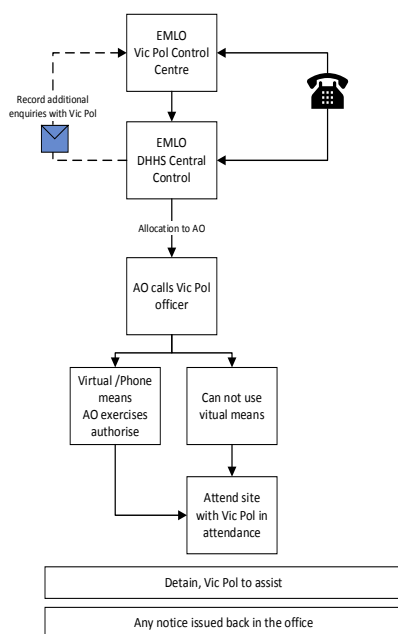 EMLO
Vic Pol Control
Centre
Record additional
enquiries with Vic Pol
EMLO
DHHS Central
Control
Allocation to AO
AO calls Vic Pol
officer
Virtual /Phone
means
AO exercises
authorise
Can not use
vitual means
Attend site
with Vic Pol in
attendance
Detain, Vic Pol to assist
Any notice issued back in the office